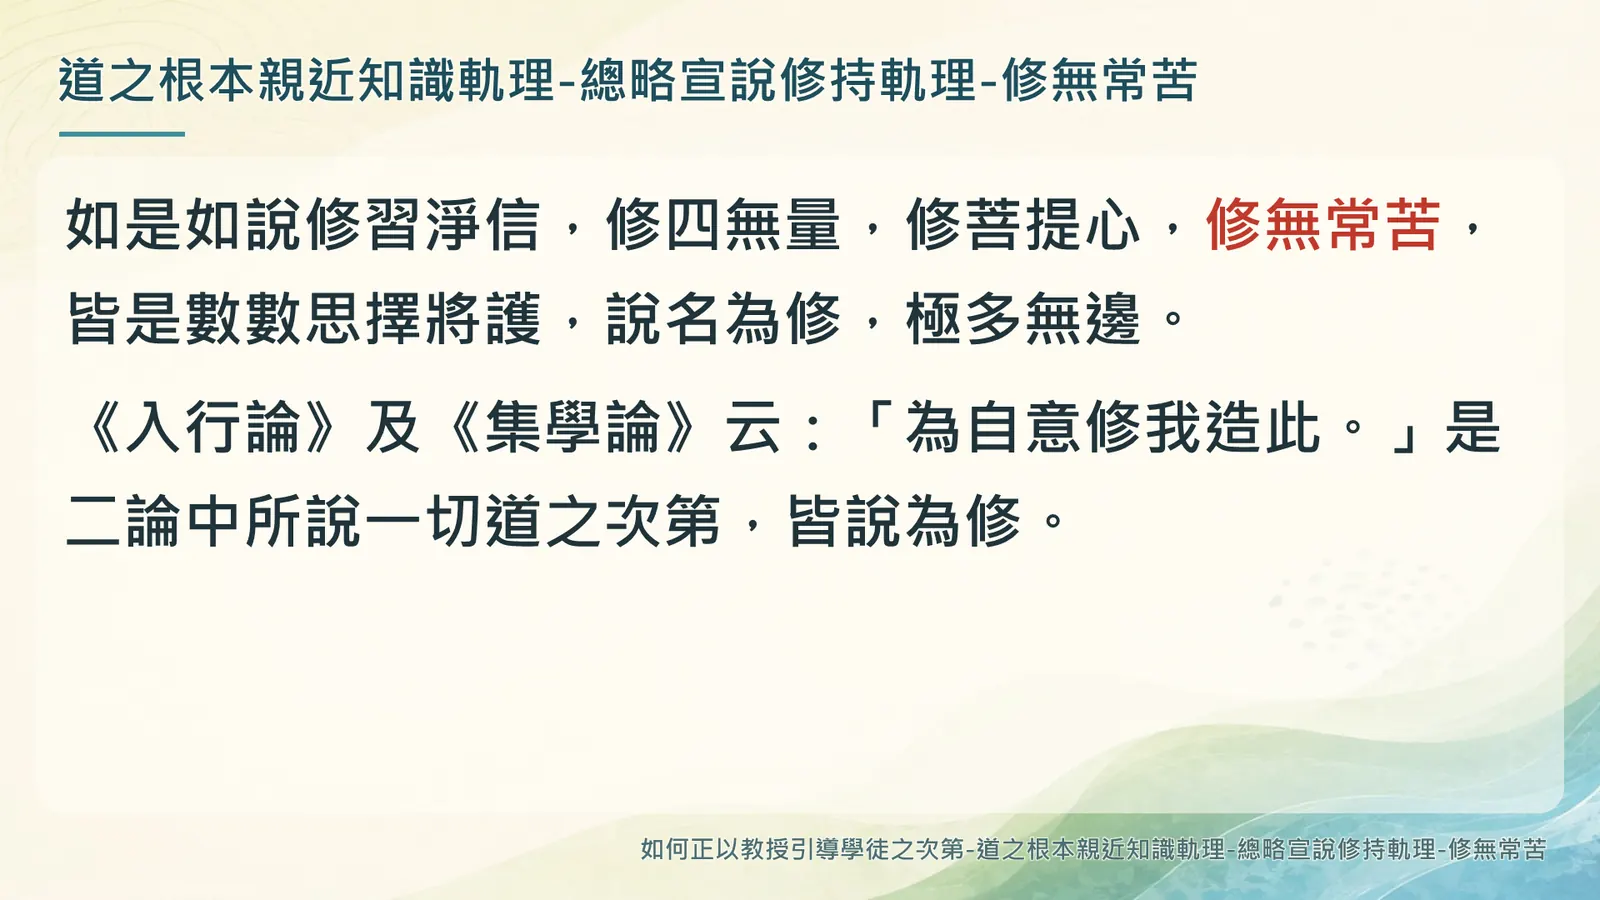 道之根本親近知識軌理-總略宣說修持軌理-修無常苦
如是如說修習淨信，修四無量，修菩提心，修無常苦，
皆是數數思擇將護，說名為修，極多無邊。
《入行論》及《集學論》云：「為自意修我造此。」是
二論中所說一切道之次第，皆說為修。
如何正以教授引導學徒之次第-道之根本親近知識軌理-總略宣說修持軌理-修無常苦